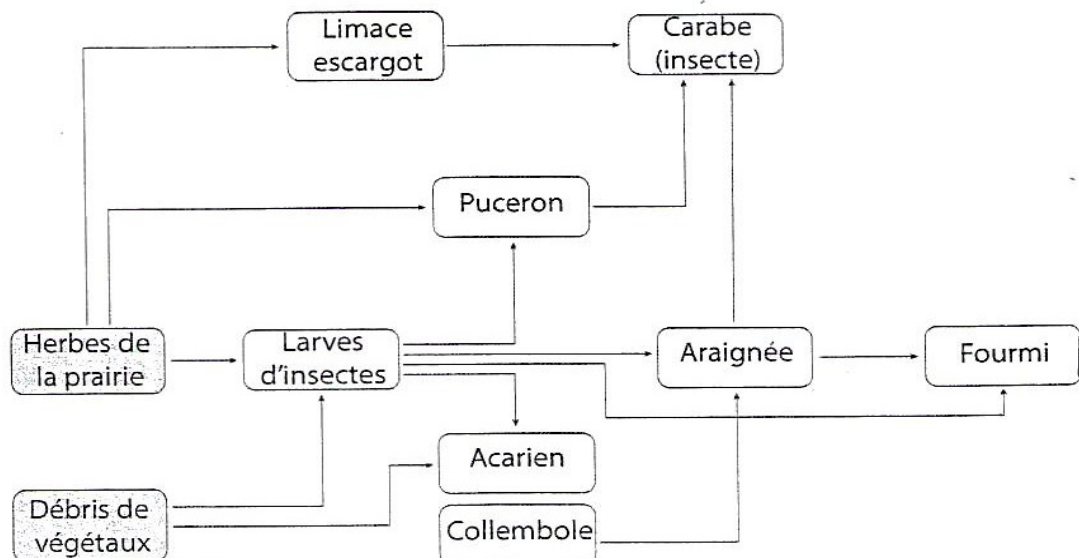 Limace
escargot
Carabe
(insecte)
Puceron
Herbes de
la prairie
Larves
d'insectes
Araignée
Fourmi
Acarien
Débris de
végétaux
Collembole